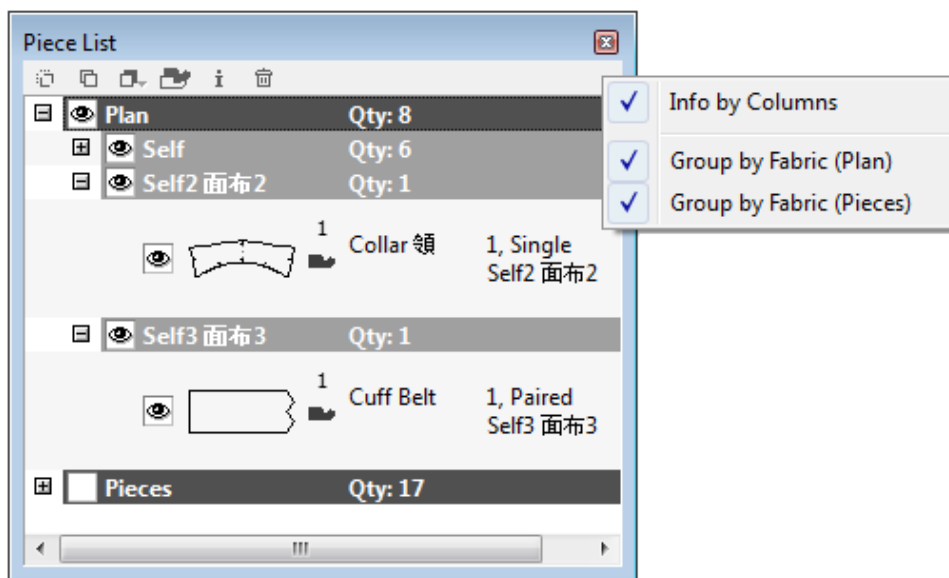 Piece List
Plan Qty: 8
Self Qty: 6
Self2 面布2 Qty: 1
1
Collar 領 1, Single
Self2 面布2
Self3 面布3 Qty: 1
1
Cuff Belt 1, Paired
Self3 面布3
Pieces Qty: 17
Info by Columns
Group by Fabric (Plan)
Group by Fabric (Pieces)